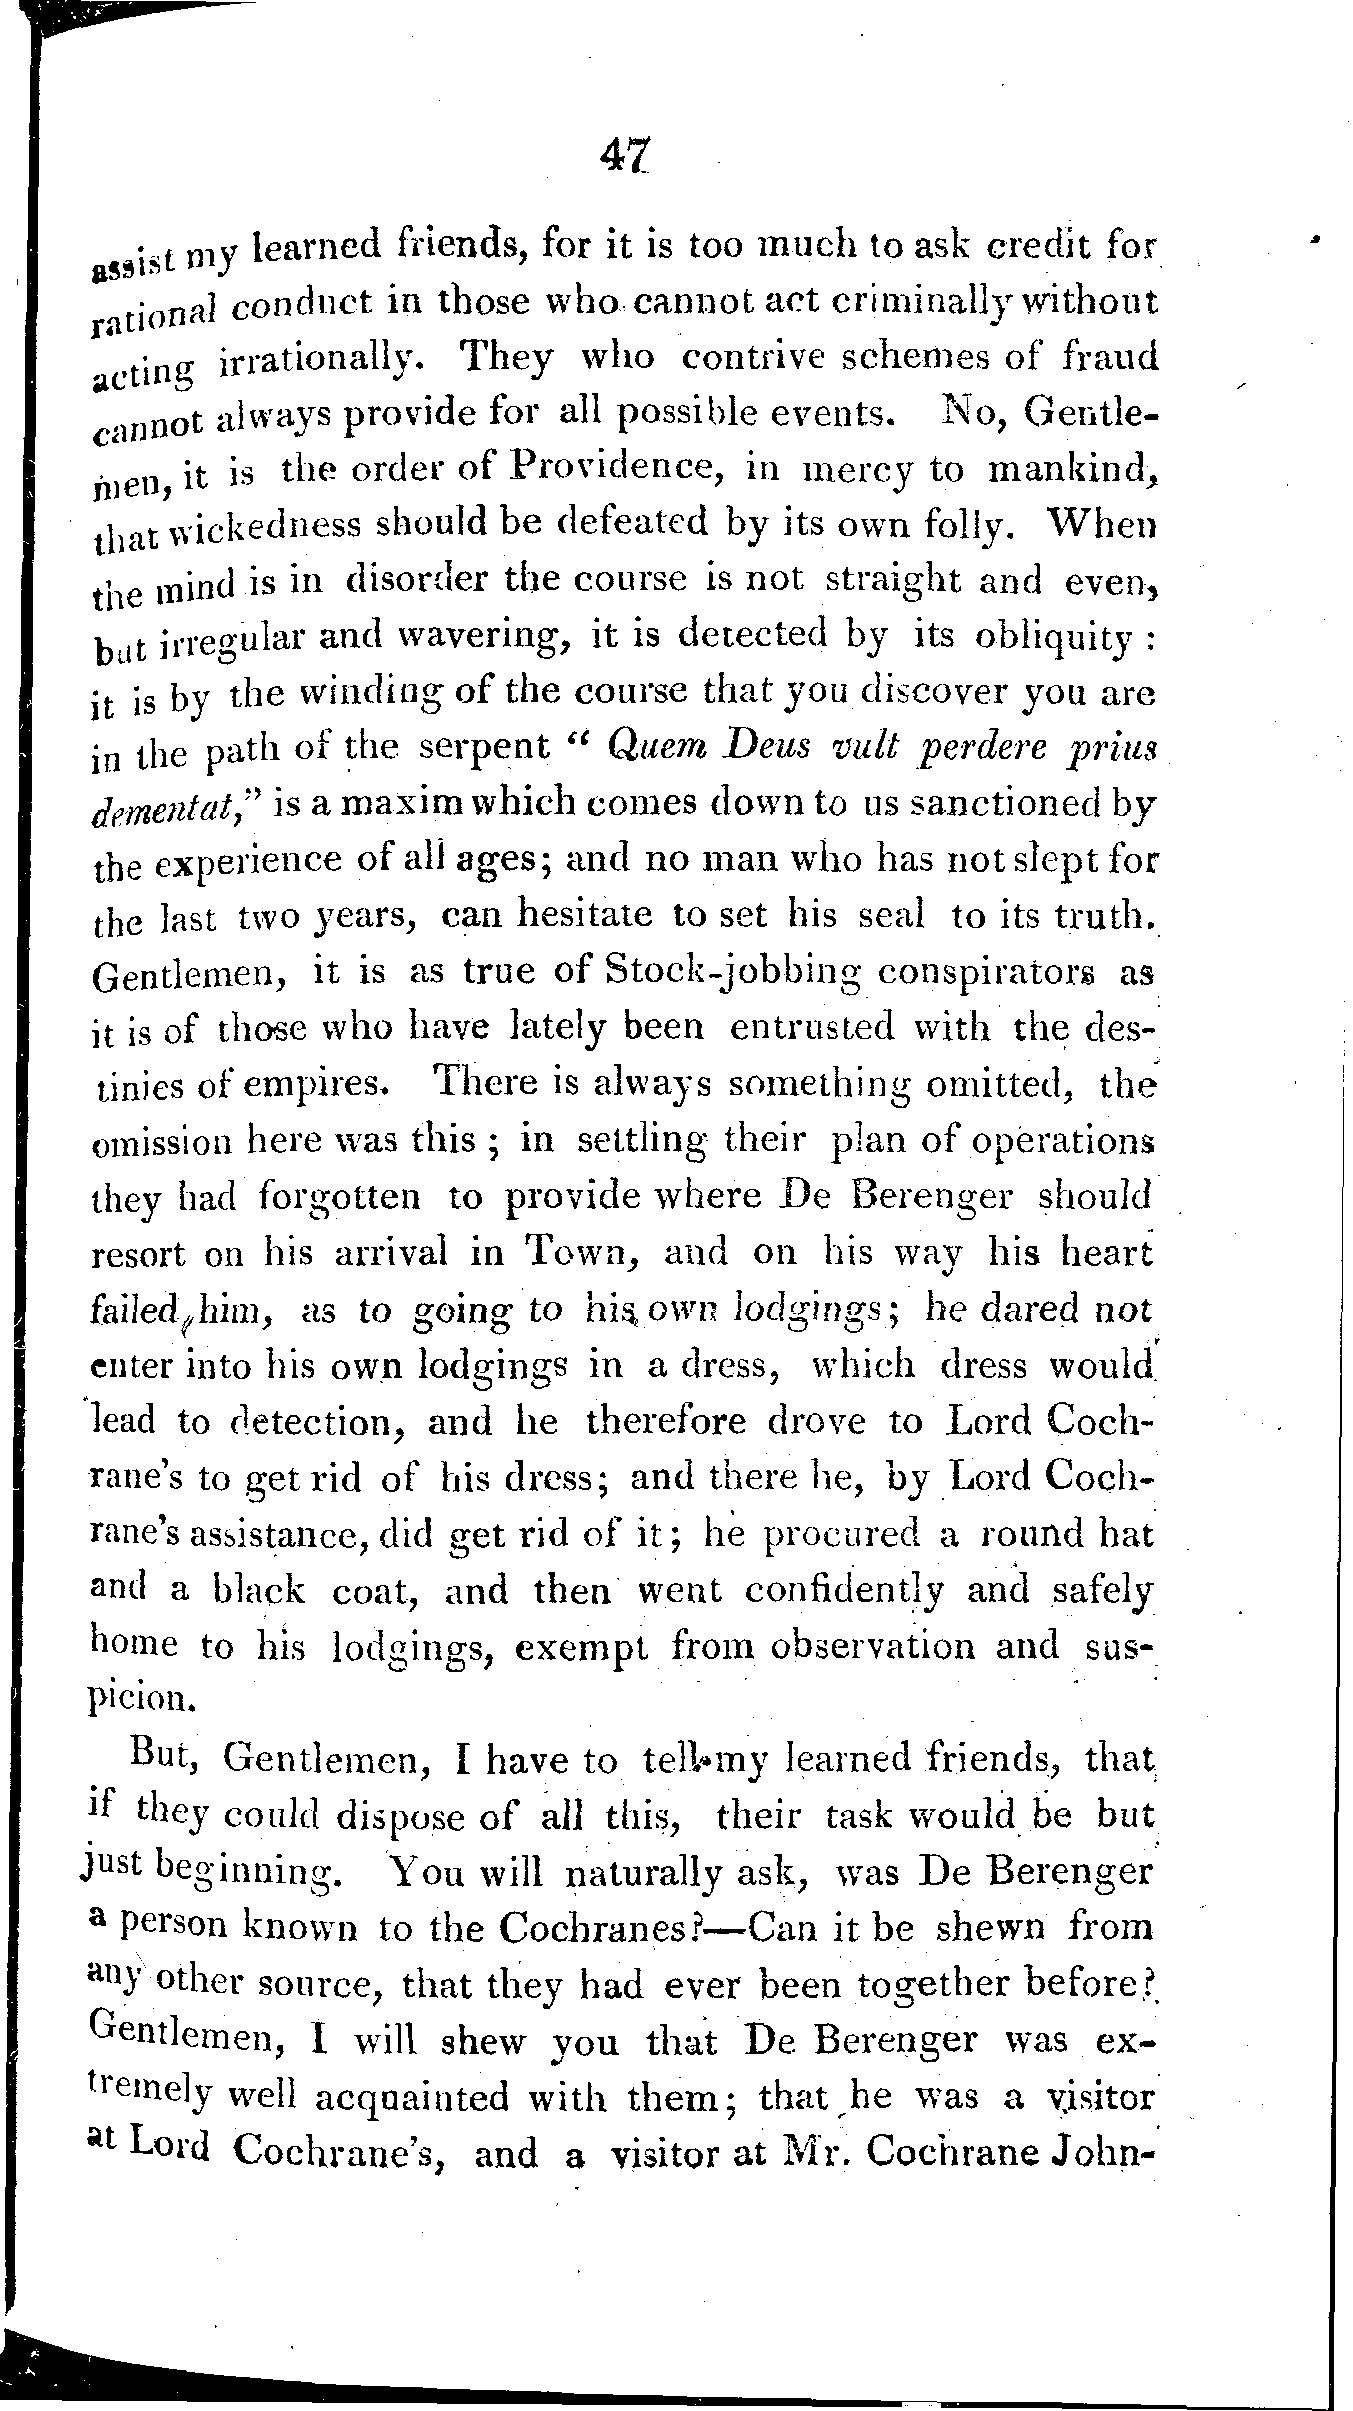 47
assist my learned friends, for it is too much to ask credit for
rational conduct in those who cannot act criminally without
acting irrationally. They who contrive schemes of fraud
cannot always provide for all possible events. No, Gentle-
men, it is the order of Providence, in mercy to mankind,
that wickedness should be defeated by its own folly. When
the mind is in disorder the course is not straight and even,
but irregular and wavering, it is detected by its obliquity :
it is by the winding of the course that you discover you are
in the path of the serpent “ Quem Deus vult perdere prius
dementat,” is a maxim which comes down to us sanctioned by
the experience of all ages; and no man who has not slept for
the last two years, can hesitate to set his seal to its truth.
Gentlemen, it is as true of Stock-jobbing conspirators as
it is of those who have lately been entrusted with the des-
tinies of empires. There is always something omitted, the
omission here was this ; in settling their plan of operations
they had forgotten to provide where De Berenger should
resort on his arrival in Town, and on his way his heart
failed him, as to going to his own lodgings; he dared not
enter into his own lodgings in a dress, which dress would
lead to detection, and he therefore drove to Lord Coch-
rane's to get rid of his dress; and there he, by Lord Coch-
rane's assistance, did get rid of it ; he procured a round hat
and a black coat, and then went confidently and safely
home to his lodgings, exempt from observation and sus-
picion.
But, Gentlemen, I have to tell my learned friends, that
if they could dispose of all this, their task would be but
just beginning. You will naturally ask, was De Berenger
a person known to the Cochranes?—Can it be shewn from
any other source, that they had ever been together before?
Gentlemen, I will shew you that De Berenger was ex-
tremely well acquainted with them; that he was a visitor
at Lord Cochrane's, and a visitor at Mr. Cochrane John-